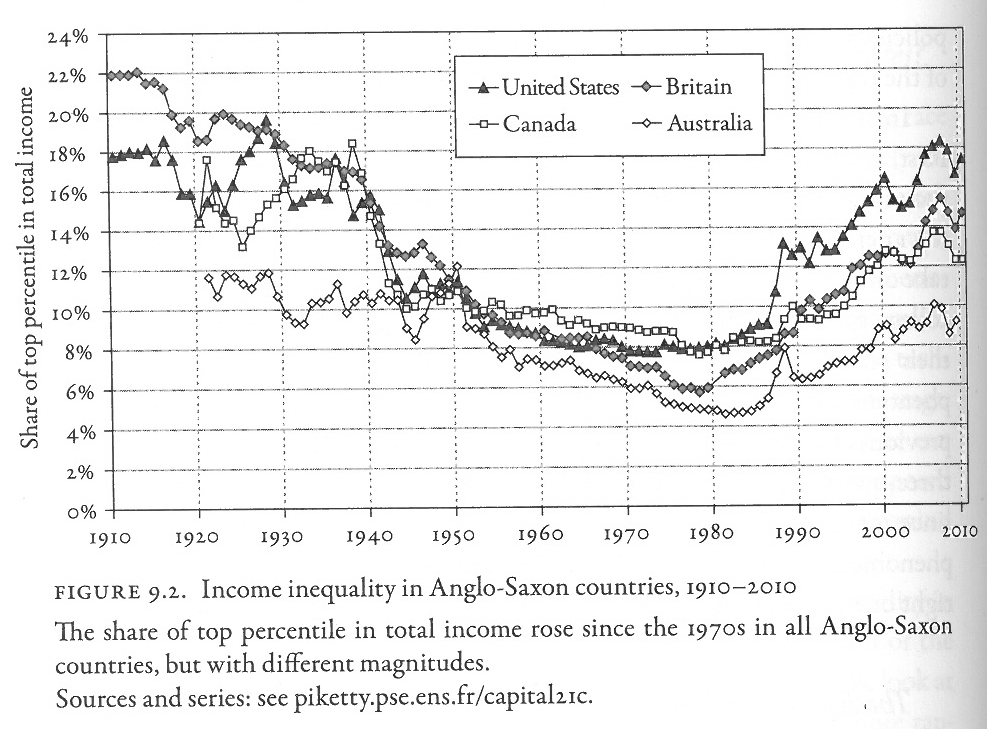 24%
22%
20%
18%
16%
14%
12%
10%
8%
6%
4%
2%
0%
Share of top percentile in total income
United States
Britain
Canada
Australia
1910 1920 1930 1940 1950 1960 1970 1980 1990 2000 2010
FIGURE 9.2. Income inequality in Anglo-Saxon countries, 1910–2010
The share of top percentile in total income rose since the 1970s in all Anglo-Saxon
countries, but with different magnitudes.
Sources and series: see piketty.pse.ens.fr/capital21c.